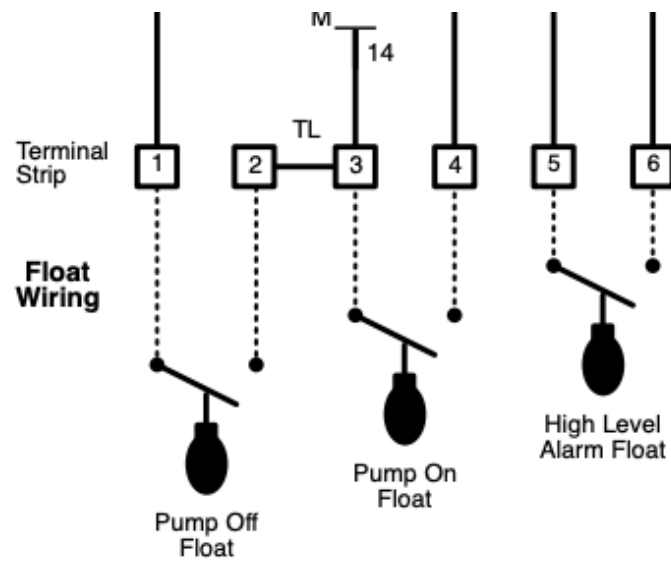 M
14
TL
Terminal
Strip
1
2
3
4
5
6
Float
Wiring
High Level
Alarm Float
Pump On
Float
Pump Off
Float